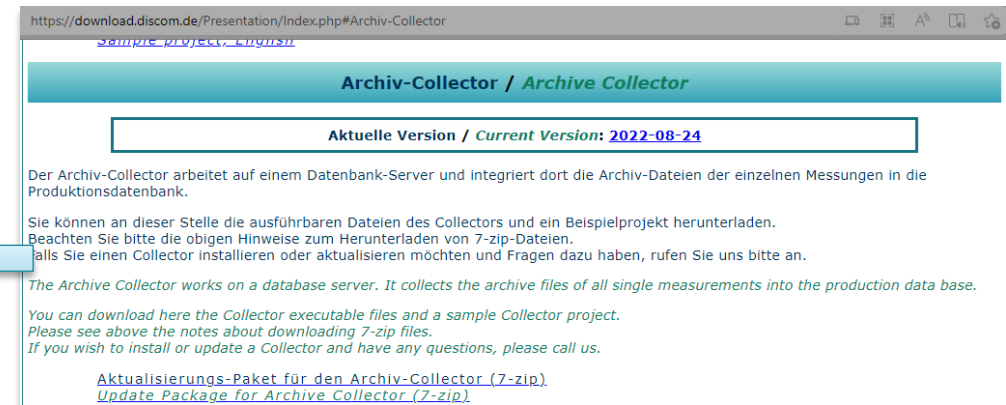 https://download.discom.de/Presentation/Index.php#Archiv-Collector
Sample project, English
Archiv-Collector / Archive Collector
Aktuelle Version / Current Version: 2022-08-24
Der Archiv-Collector arbeitet auf einem Datenbank-Server und integriert dort die Archiv-Dateien der einzelnen Messungen in die
Produktionsdatenbank.
Sie können an dieser Stelle die ausführbaren Dateien des Collectors und ein Beispielprojekt herunterladen.
Beachten Sie bitte die obigen Hinweise zum Herunterladen von 7-zip-Dateien.
Falls Sie einen Collector installieren oder aktualisieren möchten und Fragen dazu haben, rufen Sie uns bitte an.
The Archive Collector works on a database server. It collects the archive files of all single measurements into the production data base.
You can download here the Collector executable files and a sample Collector project.
Please see above the notes about downloading 7-zip files.
If you wish to install or update a Collector and have any questions, please call us.
Aktualisierungs-Paket für den Archiv-Collector (7-zip)
Update Package for Archive Collector (7-zip)